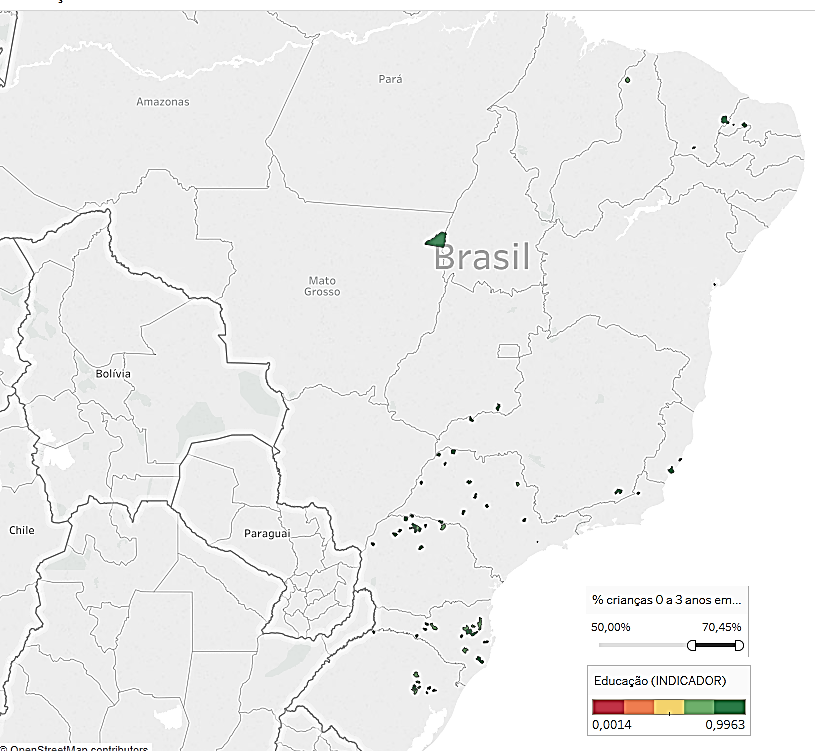 Pará
Amazonas
Brasil
Mato
Grosso
Bolívia
Chile
Paraguai
% crianças 0 a 3 anos em...
50,00% 70,45%
Educação (INDICADOR)
0,0014 0,9963
© OpenStreetMap contributors